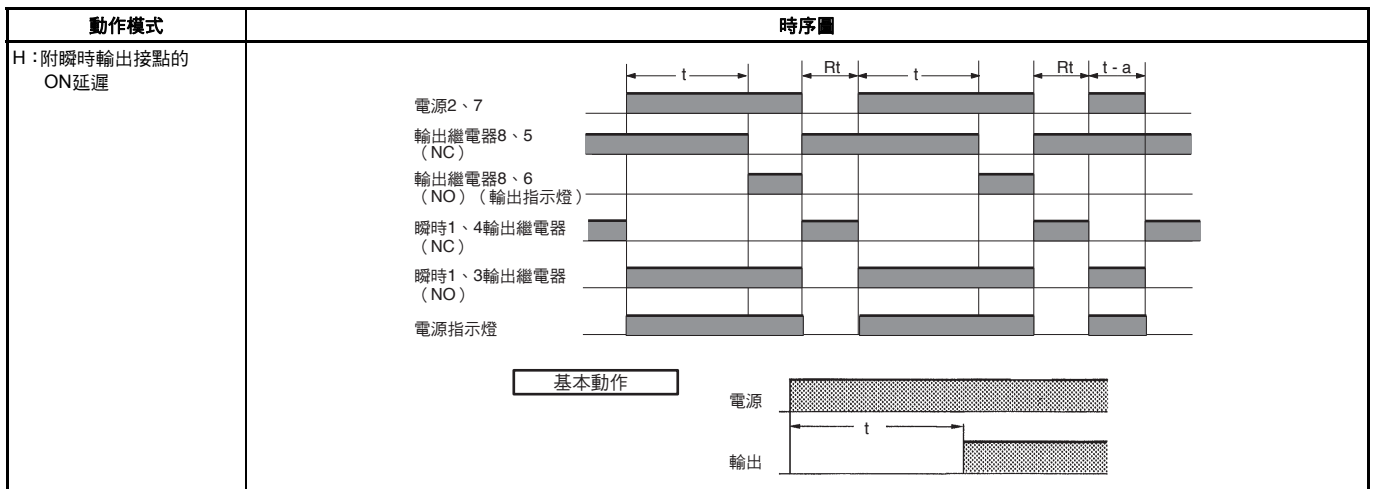 動作模式
時序圖
H：附瞬時輸出接點的
ON延遲
t
Rt
t
Rt
t - a
電源2、7
輸出繼電器8、5
（NC）
輸出繼電器8、6
（NO）（輸出指示燈）
瞬時1、4輸出繼電器
（NC）
瞬時1、3輸出繼電器
（NO）
電源指示燈
基本動作
電源
t
輸出